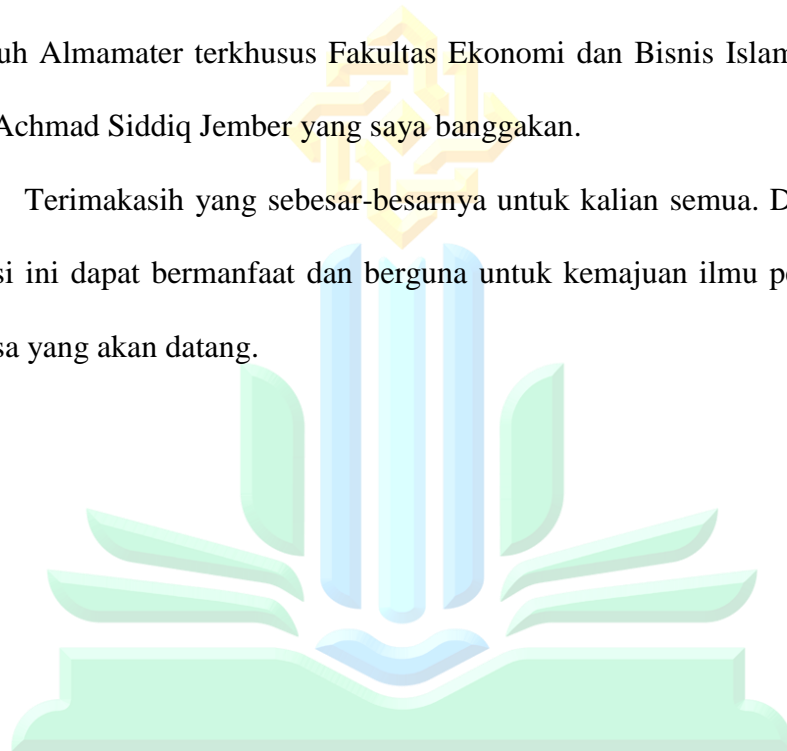 uh Almamater terkhusus Fakultas Ekonomi dan Bisnis Islam
Achmad Siddiq Jember yang saya banggakan.
Terimakasih yang sebesar-besarnya untuk kalian semua. D
si ini dapat bermanfaat dan berguna untuk kemajuan ilmu pe
sa yang akan datang.